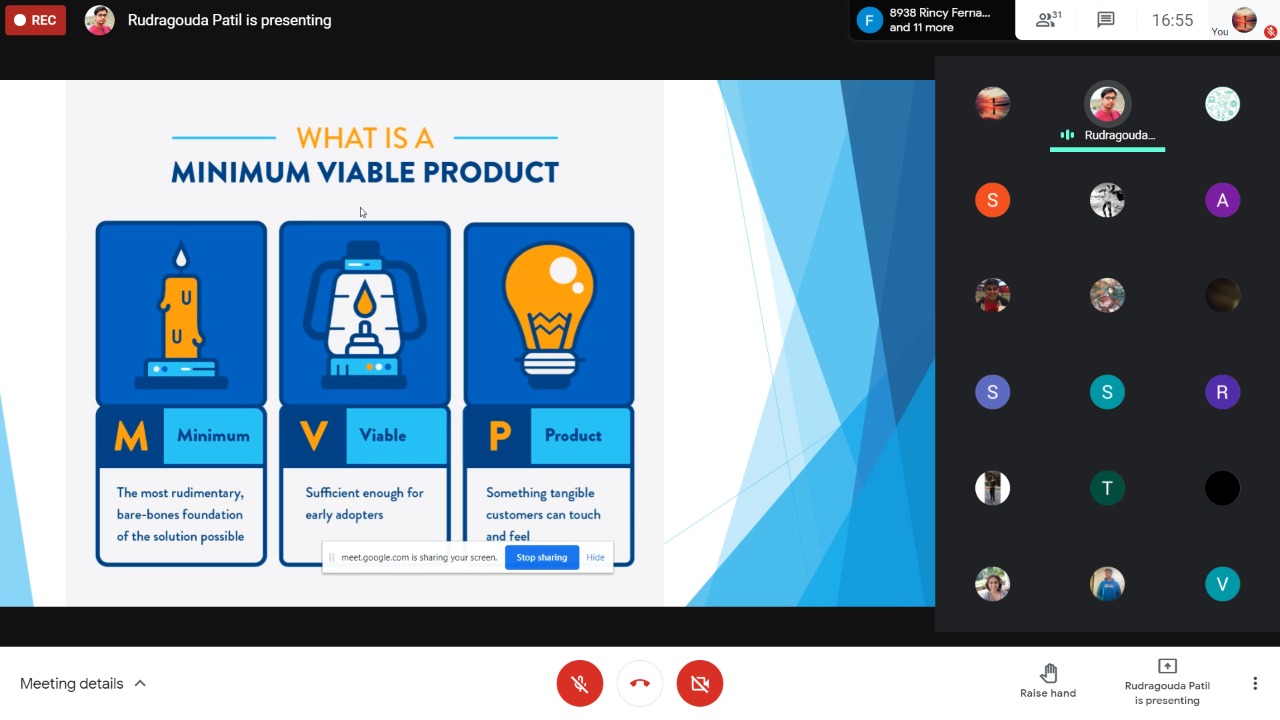 REC
Rudragouda Patil is presenting
F
8938 Rincy Ferna...
and 11 more
31
16:55
You
WHAT IS A
MINIMUM VIABLE PRODUCT
M Minimum
The most rudimentary,
bare-bones foundation
of the solution possible
V Viable
Sufficient enough for
early adopters
P Product
Something tangible
customers can touch
and feel
meet.google.com is sharing your screen.
Stop sharing
Hide
Rudragouda...
S
A
S
S
R
T
V
Meeting details
Raise hand
Rudragouda Patil
is presenting